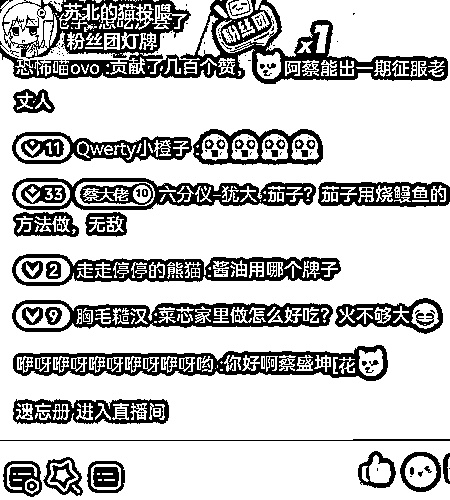 苏北的猫投喂
粉丝团灯牌
x1
粉丝团
恐怖喵ovo :贡献了几百个赞，阿蔡能出一期征服老
丈人
11 Qwerty小橙子 :
33 蔡大佬 10 六分仪-犹大 :茄子？茄子用烧鳗鱼的
方法做，无敌
2 走走停停的熊猫 :酱油用哪个牌子
9 胸毛糙汉 :菜芯家里做怎么好吃？火不够大
咿呀咿呀咿呀咿呀咿呀哟 :你好啊蔡盛坤[花
遗忘册 进入直播间